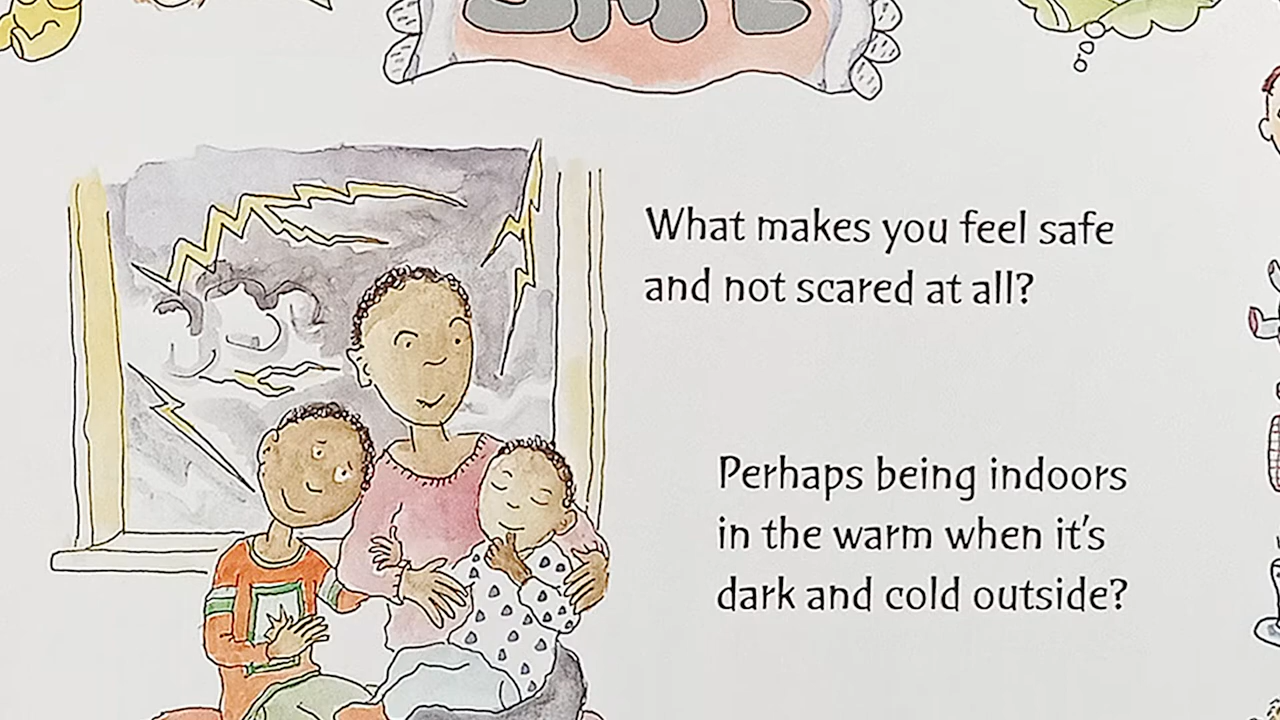 What makes you feel safe
and not scared at all?
Perhaps being indoors
in the warm when it's
dark and cold outside?